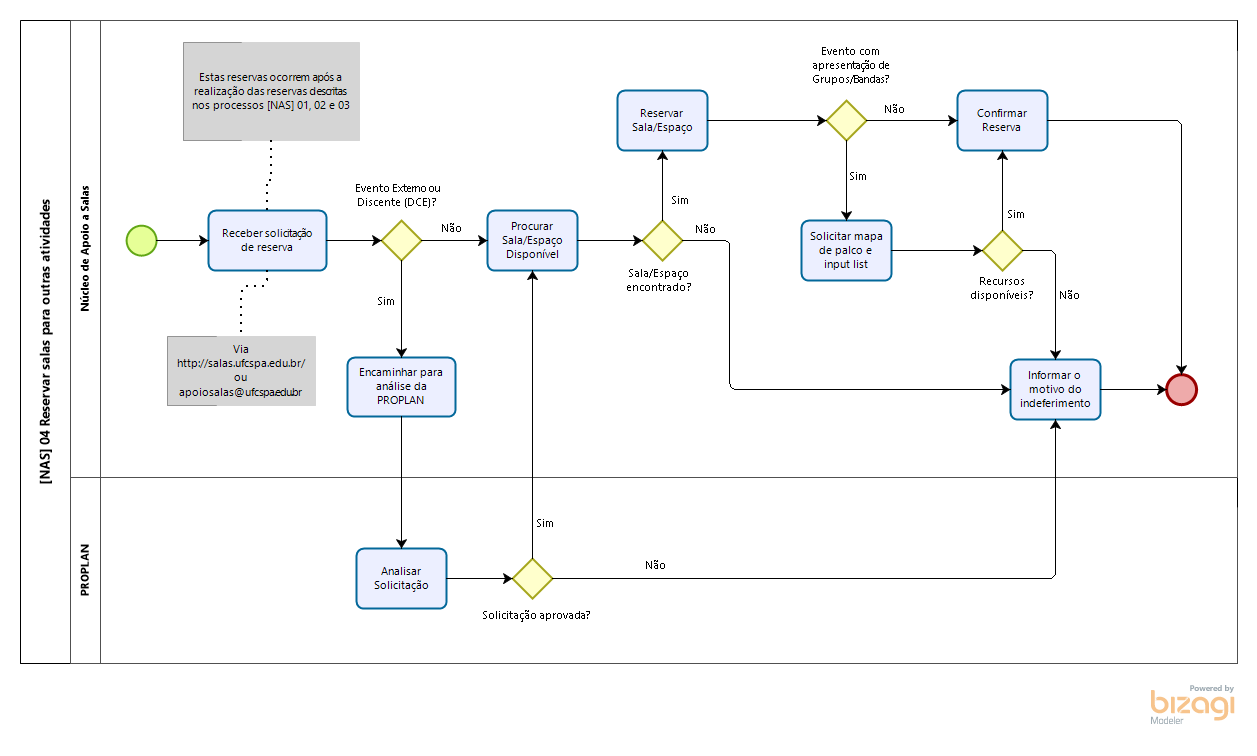 [NAS] 04 Reservar salas para outras atividades
Núcleo de Apoio a Salas
Estas reservas ocorrem após a
realização das reservas descritas
nos processos [NAS] 01, 02 e 03
Receber solicitação
de reserva
Via
http://salas.ufcspa.edu.br/
ou
apoiosalas@ufcspa.edu.br
Evento Externo ou
Discente (DCE)?
Não
Sim
Encaminhar para
análise da
PROPLAN
Procurar
Sala/Espaço
Disponível
Sala/Espaço
encontrado?
Sim
Não
Reservar
Sala/Espaço
Evento com
apresentação de
Grupos/Bandas?
Não
Sim
Confirmar
Reserva
Solicitar mapa
de palco e
input list
Sim
Recursos
disponíveis?
Não
Informar o
motivo do
indeferimento
PROPLAN
Analisar
Solicitação
Sim
Não
Solicitação aprovada?
Powered by
bizagi
Modeler